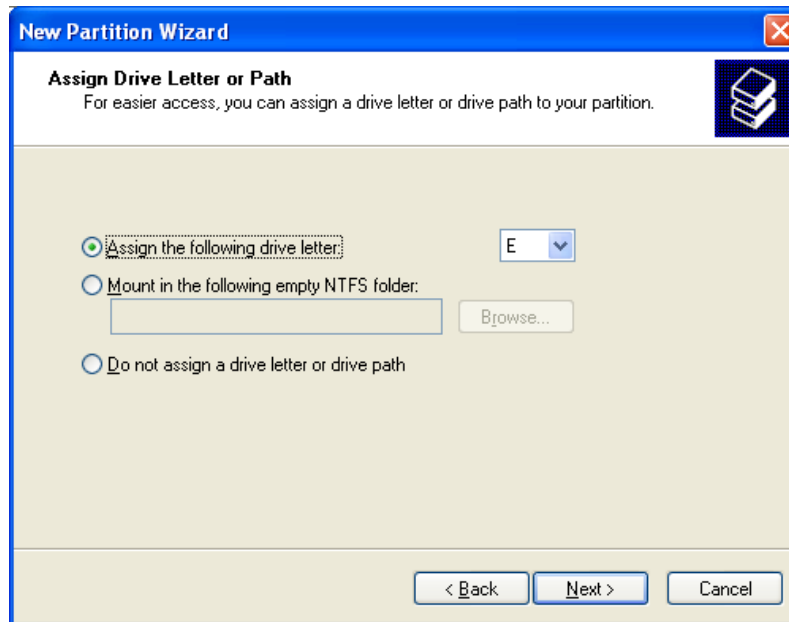 New Partition Wizard
Assign Drive Letter or Path
For easier access, you can assign a drive letter or drive path to your partition.
Assign the following drive letter: E
Mount in the following empty NTFS folder:
Browse...
Do not assign a drive letter or drive path
< Back Next > Cancel